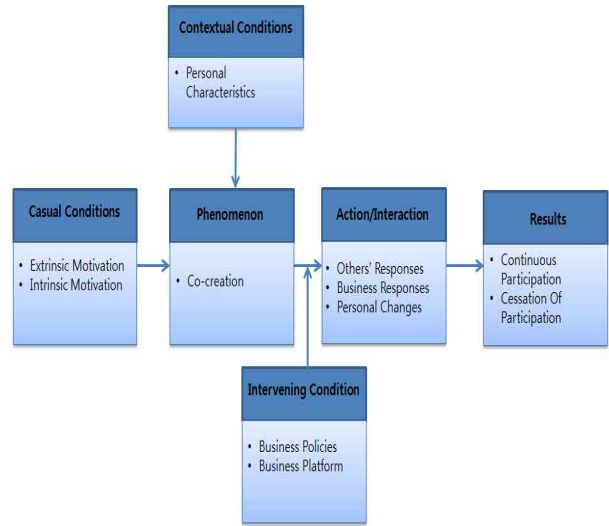 Contextual Conditions
• Personal
Characteristics
Casual Conditions
• Extrinsic Motivation
• Intrinsic Motivation
Phenomenon
• Co-creation
Action/Interaction
• Others' Responses
• Business Responses
• Personal Changes
Results
• Continuous
Participation
• Cessation Of
Participation
Intervening Condition
• Business Policies
• Business Platform